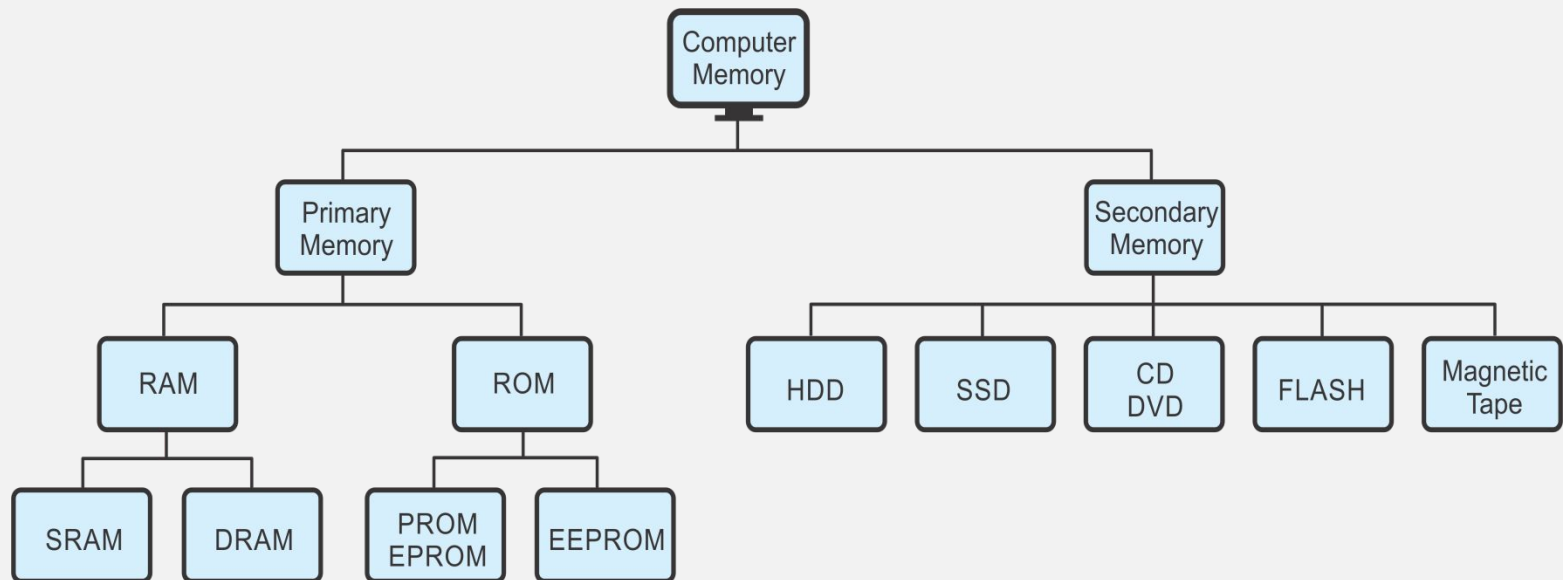 Computer
Memory
Primary
Memory
Secondary
Memory
RAM
ROM
HDD
SSD
CD
DVD
FLASH
Magnetic
Tape
SRAM
DRAM
PROM
EPROM
EEPROM